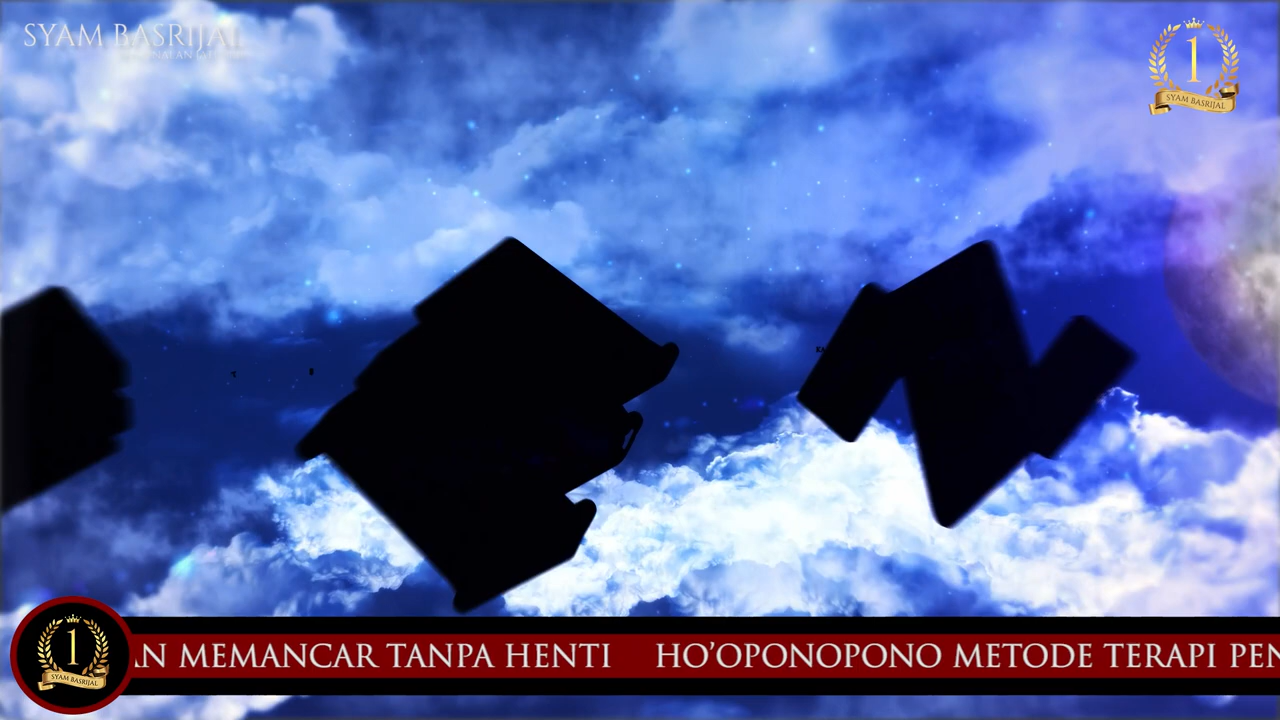 SYAM BASRIJAL
1
SYAM BASRIJAL
1
SYAM BASRIJAL
AN MEMANCAR TANPA HENTI HO’OPONOPONO METODE TERAPI PEN